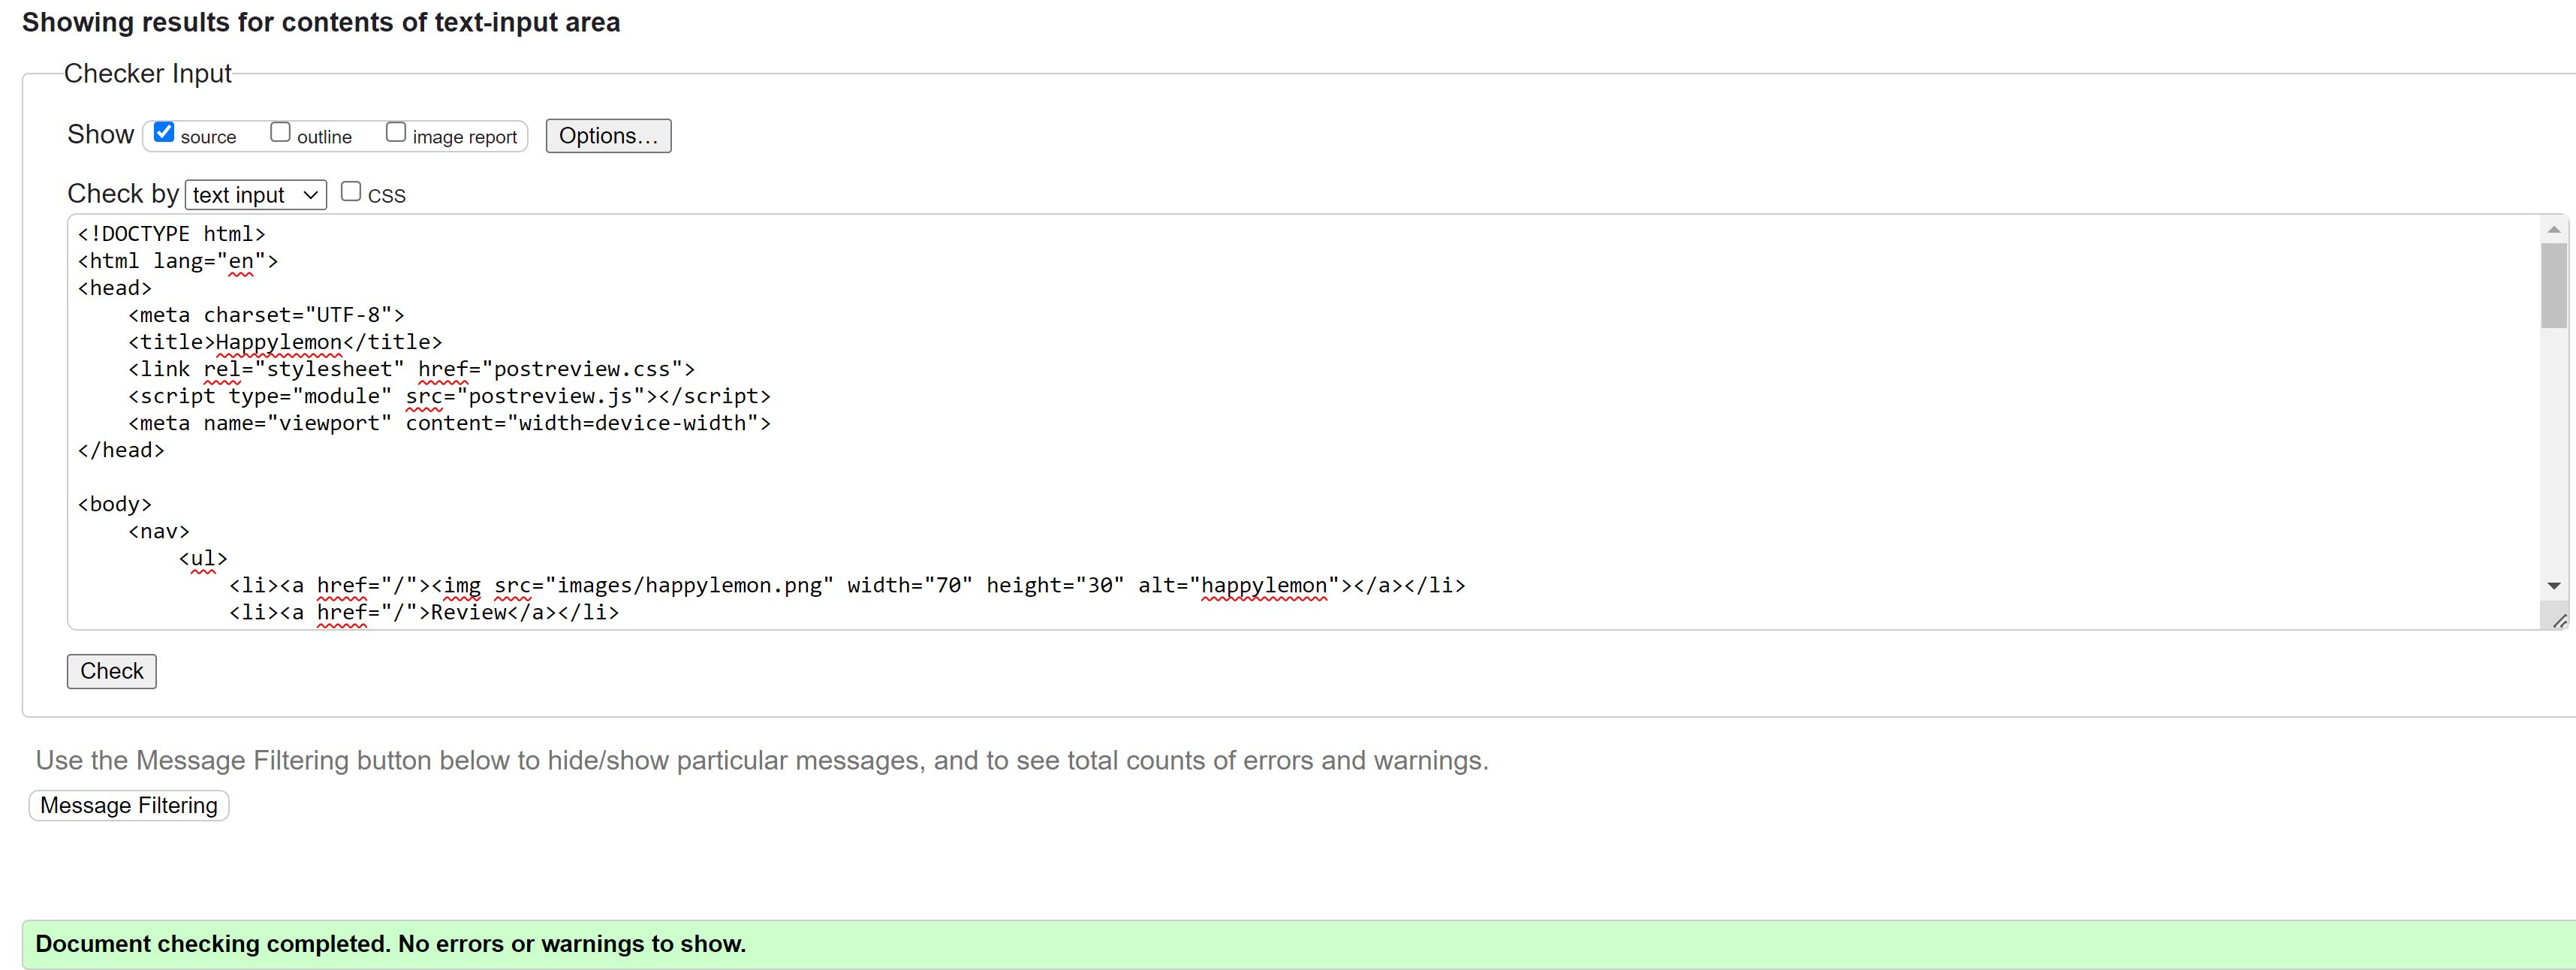 Showing results for contents of text-input area
Checker Input
Show source outline image report Options...
Check by text input CSS
<!DOCTYPE html>
<html lang="en">
<head>
    <meta charset="UTF-8">
    <title>Happylemon</title>
    <link rel="stylesheet" href="postreview.css">
    <script type="module" src="postreview.js"></script>
    <meta name="viewport" content="width=device-width">
</head>
<body>
    <nav>
        <ul>
            <li><a href="/"><img src="images/happylemon.png" width="70" height="30" alt="happylemon"></a></li>
            <li><a href="/">Review</a></li>
Check
Use the Message Filtering button below to hide/show particular messages, and to see total counts of errors and warnings.
Message Filtering
Document checking completed. No errors or warnings to show.